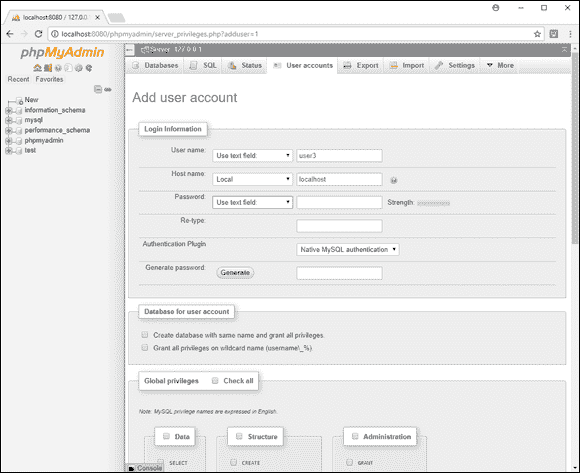 localhost:8080 / 127.0.0
localhost:8080/phpmyadmin/server_privileges.php?adduser=1
phpMyAdmin
Recent Favorites
New
information_schema
mysql
performance_schema
phpmyadmin
test
Server: 127.0.0.1
Databases SQL Status User accounts Export Import Settings More
Add user account
Login Information
User name: Use text field: user3
Host name: Local localhost
Password: Use text field: Strength:
Re-type:
Authentication Plugin Native MySQL authentication
Generate password: Generate
Database for user account
Create database with same name and grant all privileges.
Grant all privileges on wildcard name (username\_%)
Global privileges Check all
Note: MySQL privilege names are expressed in English.
Data Structure Administration
SELECT CREATE GRANT
Console